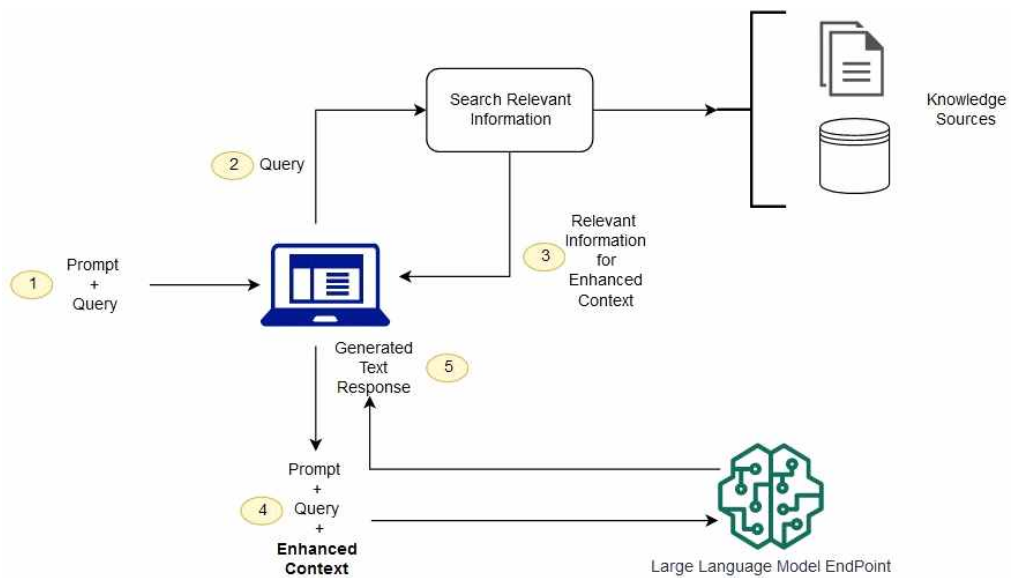 Search Relevant
Information
Knowledge
Sources
2
Query
Relevant
Information
for
Enhanced
Context
3
1
Prompt
+
Query
Generated
Text
Response
5
Prompt
+
Query
+
Enhanced
Context
4
Large Language Model EndPoint